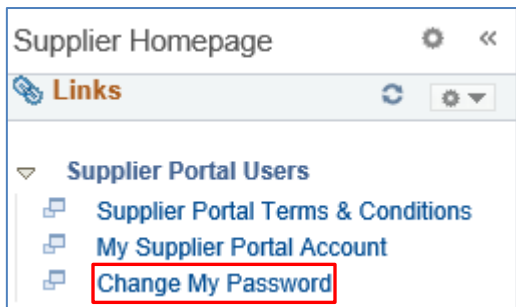 Supplier Homepage
Links
Supplier Portal Users
Supplier Portal Terms & Conditions
My Supplier Portal Account
Change My Password